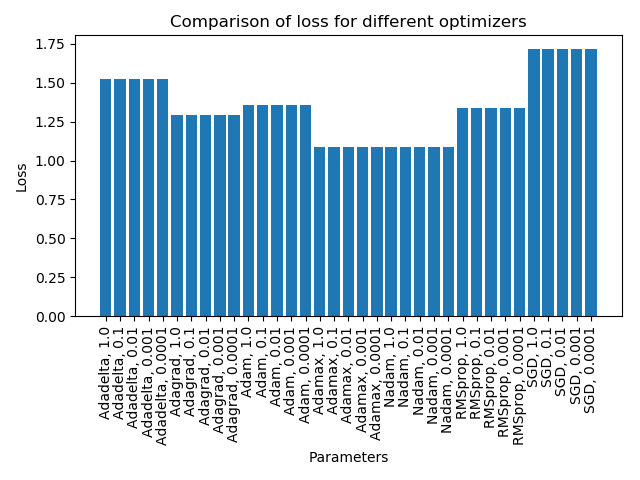 Comparison of loss for different optimizers
Loss
1.75
1.50
1.25
1.00
0.75
0.50
0.25
0.00
Adadelta, 1.0
Adadelta, 0.1
Adadelta, 0.01
Adadelta, 0.001
Adadelta, 0.0001
Adagrad, 1.0
Adagrad, 0.1
Adagrad, 0.01
Adagrad, 0.001
Adagrad, 0.0001
Adam, 1.0
Adam, 0.1
Adam, 0.01
Adam, 0.001
Adam, 0.0001
Adamax, 1.0
Adamax, 0.1
Adamax, 0.01
Adamax, 0.001
Adamax, 0.0001
Nadam, 1.0
Nadam, 0.1
Nadam, 0.01
Nadam, 0.001
Nadam, 0.0001
RMSprop, 1.0
RMSprop, 0.1
RMSprop, 0.01
RMSprop, 0.001
RMSprop, 0.0001
SGD, 1.0
SGD, 0.1
SGD, 0.01
SGD, 0.001
SGD, 0.0001
Parameters